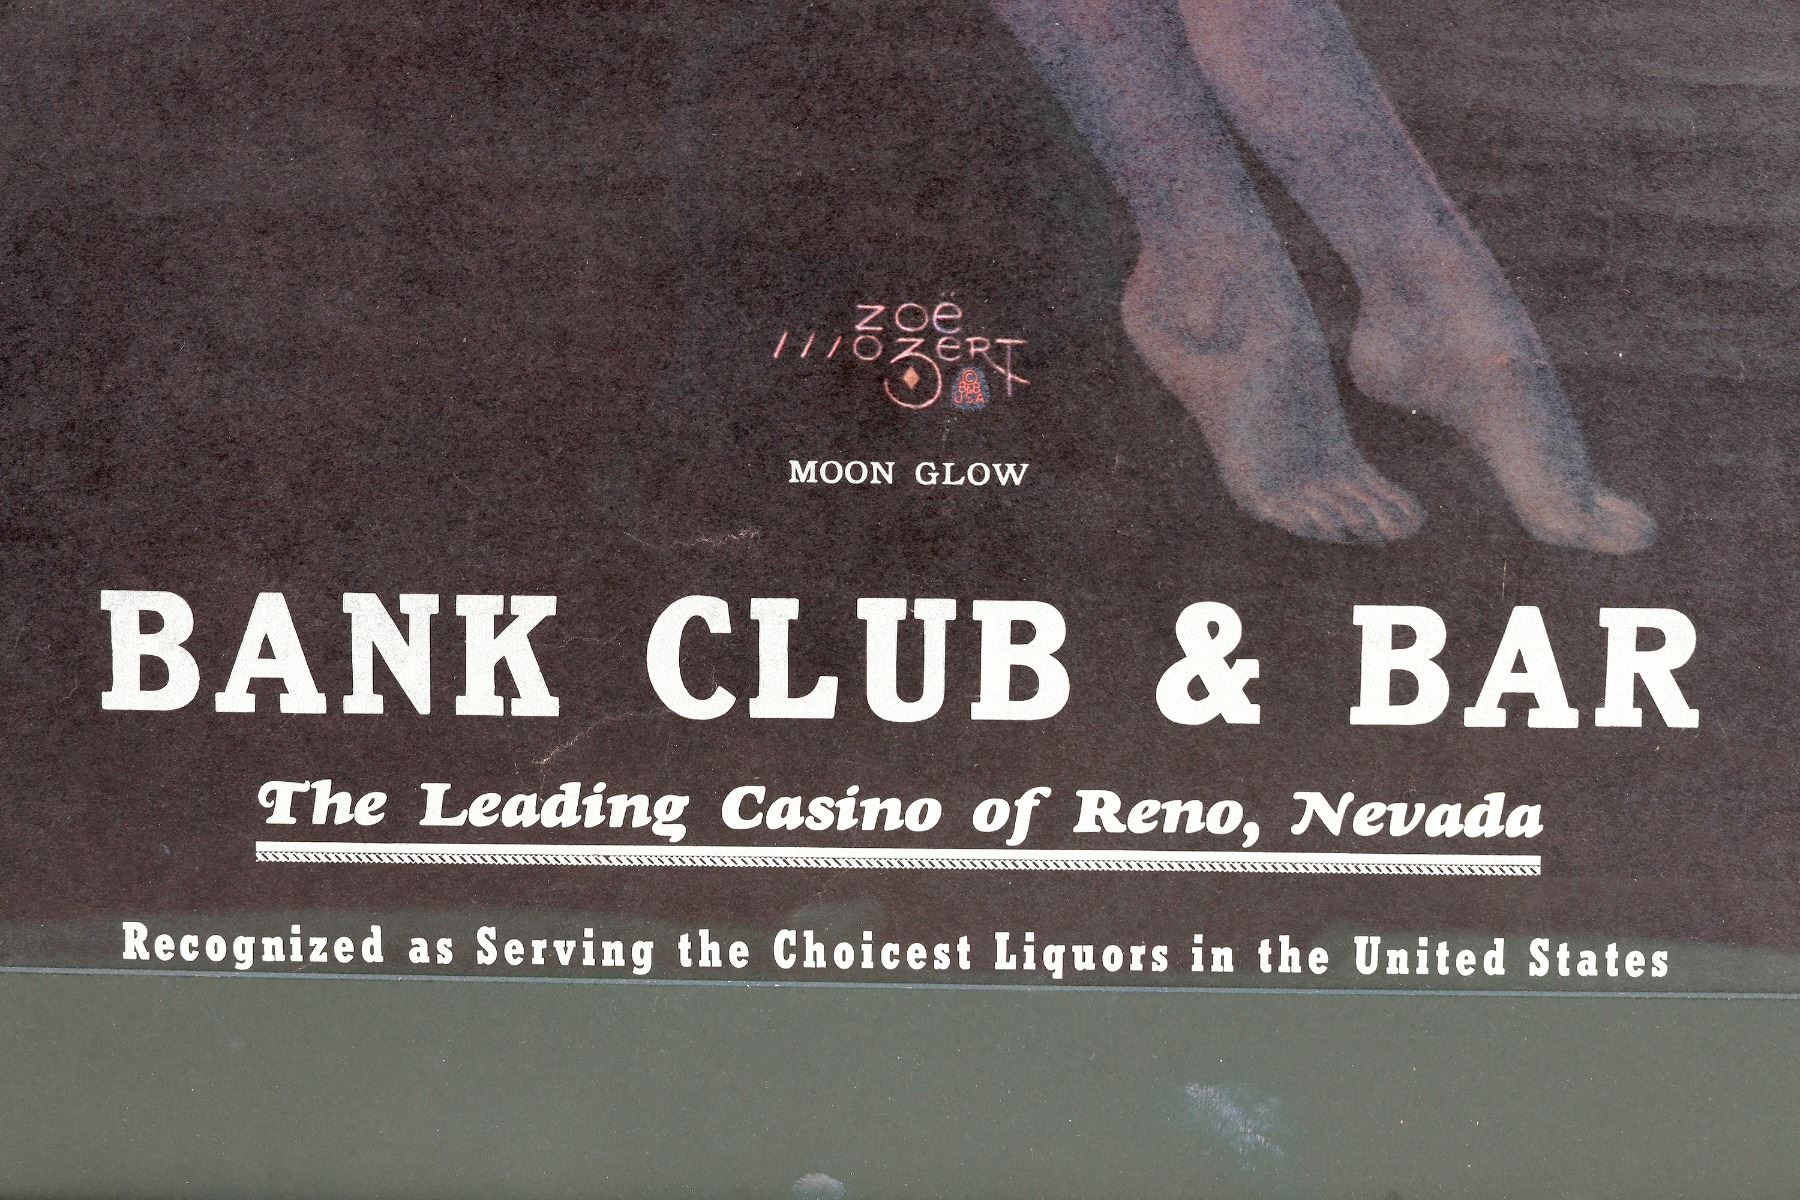 Zoë
Mozert
©
B&B
USA
MOON GLOW
BANK CLUB & BAR
The Leading Casino of Reno, Nevada
Recognized as Serving the Choicest Liquors in the United States